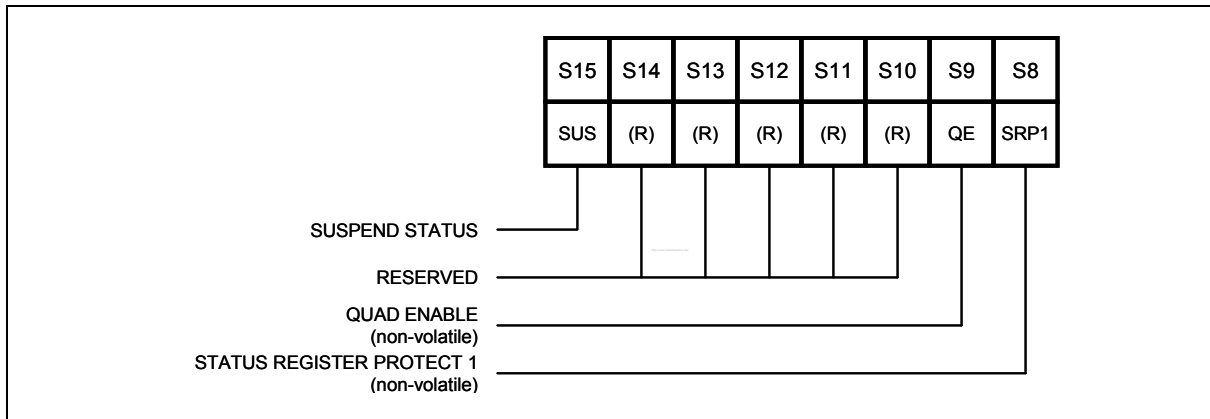 S15 S14 S13 S12 S11 S10 S9 S8
SUS (R) (R) (R) (R) (R) QE SRP1
SUSPEND STATUS
RESERVED
QUAD ENABLE
(non-volatile)
STATUS REGISTER PROTECT 1
(non-volatile)